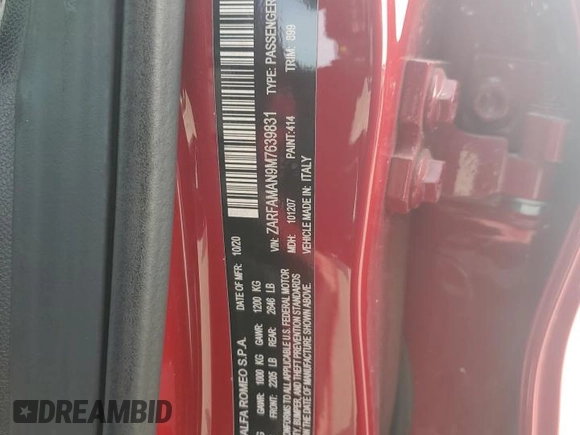 ALFA ROMEO S.P.A. DATE OF MFR: 10/20
G GAWR: 1000 KG GAWR: 1200 KG
FRONT: 2205 LB REAR: 2646 LB
CONFORMS TO ALL APPLICABLE U.S. FEDERAL MOTOR
BUMPER, AND THEFT PREVENTION STANDARDS
DATE OF MANUFACTURE SHOWN ABOVE.
VIN: ZARFAMAN9M7639831 TYPE: PASSENGER
MDH: 101207 PAINT: 414 TRIM: 899
VEHICLE MADE IN: ITALY
DREAMBID